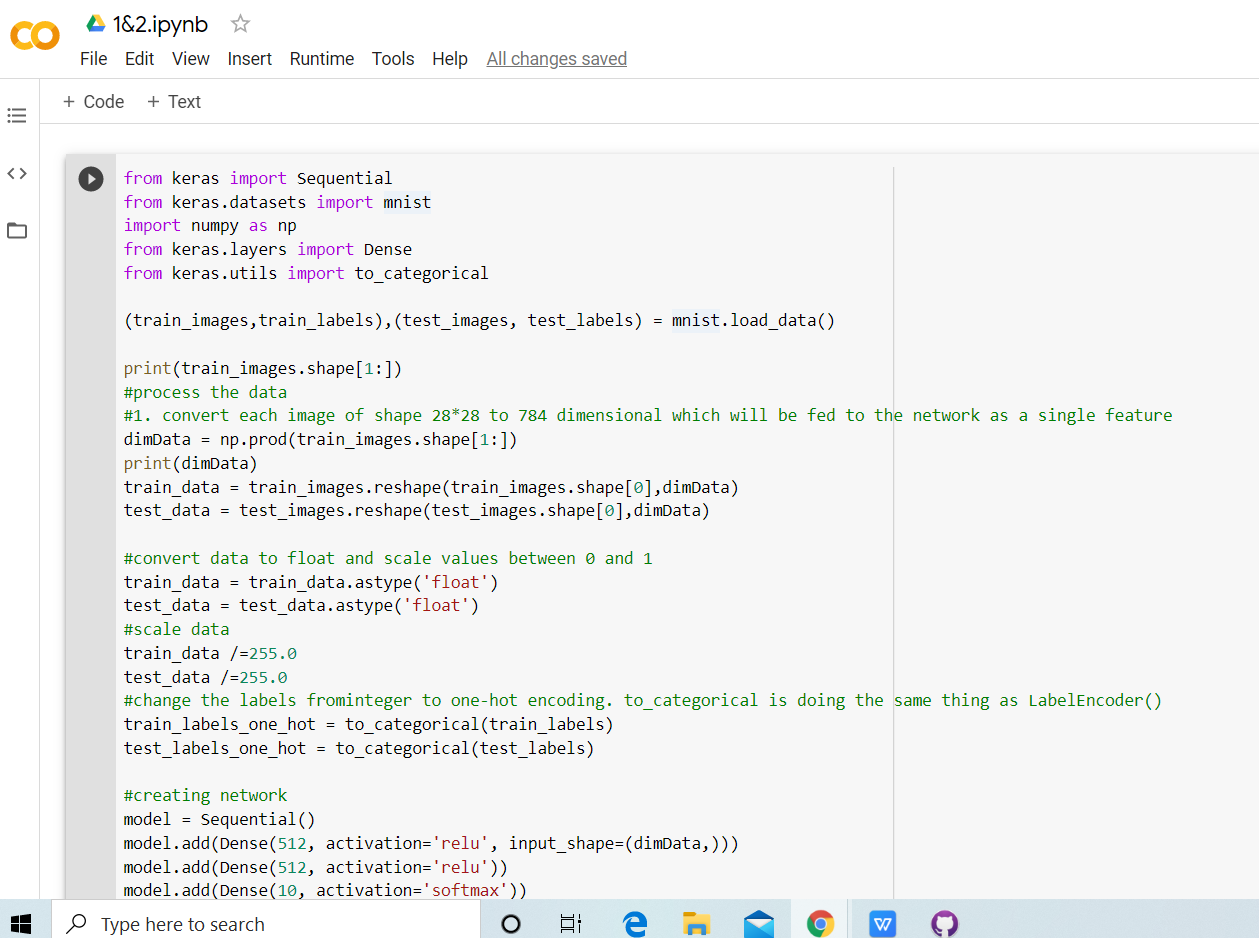 1&2.ipynb
File Edit View Insert Runtime Tools Help All changes saved
+ Code + Text
from keras import Sequential
from keras.datasets import mnist
import numpy as np
from keras.layers import Dense
from keras.utils import to_categorical
(train_images,train_labels),(test_images, test_labels) = mnist.load_data()
print(train_images.shape[1:])
#process the data
#1. convert each image of shape 28*28 to 784 dimensional which will be fed to the network as a single feature
dimData = np.prod(train_images.shape[1:])
print(dimData)
train_data = train_images.reshape(train_images.shape[0],dimData)
test_data = test_images.reshape(test_images.shape[0],dimData)
#convert data to float and scale values between 0 and 1
train_data = train_data.astype('float')
test_data = test_data.astype('float')
#scale data
train_data /=255.0
test_data /=255.0
#change the labels frominteger to one-hot encoding. to_categorical is doing the same thing as LabelEncoder()
train_labels_one_hot = to_categorical(train_labels)
test_labels_one_hot = to_categorical(test_labels)
#creating network
model = Sequential()
model.add(Dense(512, activation='relu', input_shape=(dimData,)))
model.add(Dense(512, activation='relu'))
model.add(Dense(10, activation='softmax'))
Type here to search